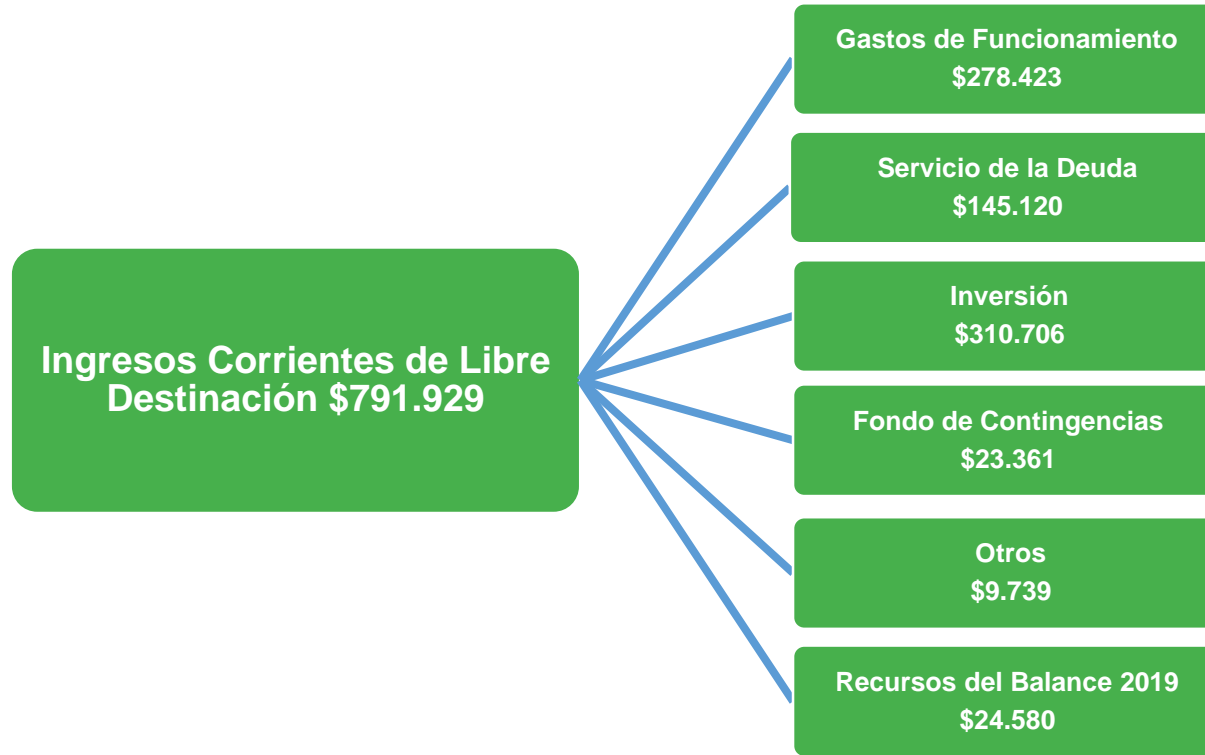 Gastos de Funcionamiento
$278.423
Servicio de la Deuda
$145.120
Inversión
$310.706
Ingresos Corrientes de Libre
Destinación $791.929
Fondo de Contingencias
$23.361
Otros
$9.739
Recursos del Balance 2019
$24.580